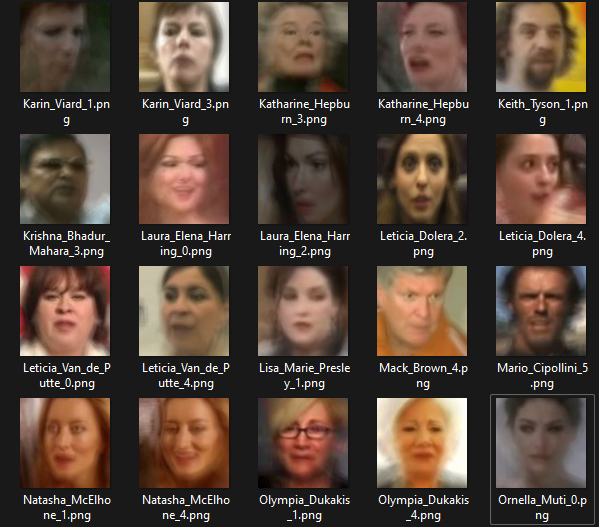 Karin_Viard_1.pn
g
Karin_Viard_3.pn
g
Katharine_Hepbu
rn_3.png
Katharine_Hepbu
rn_4.png
Keith_Tyson_1.pn
g
Krishna_Bhadur_
Mahara_3.png
Laura_Elena_Harr
ing_0.png
Laura_Elena_Harr
ing_2.png
Leticia_Dolera_2.
png
Leticia_Dolera_4.
png
Leticia_Van_de_P
utte_0.png
Leticia_Van_de_P
utte_4.png
Lisa_Marie_Presle
y_1.png
Mack_Brown_4.p
ng
Mario_Cipollini_5
.png
Natasha_McElho
ne_1.png
Natasha_McElho
ne_4.png
Olympia_Dukakis
_1.png
Olympia_Dukakis
_4.png
Ornella_Muti_0.p
ng